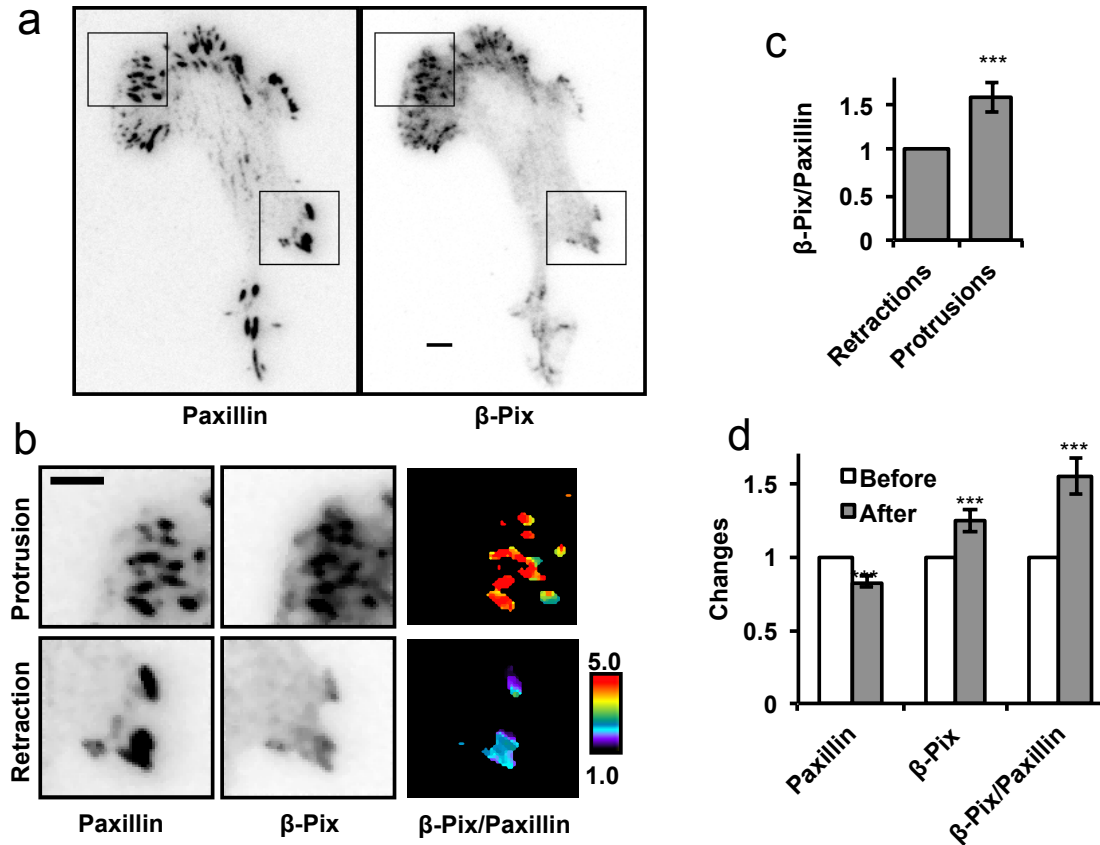 a
Paxillin
β-Pix
b
Protrusion
Retraction
5.0
1.0
Paxillin
β-Pix
β-Pix/Paxillin
c
***
β-Pix/Paxillin
1.5
1
0.5
0
Retractions
Protrusions
d
***
***
***
Before
After
Changes
1.5
1
0.5
0
Paxillin
β-Pix
β-Pix/Paxillin